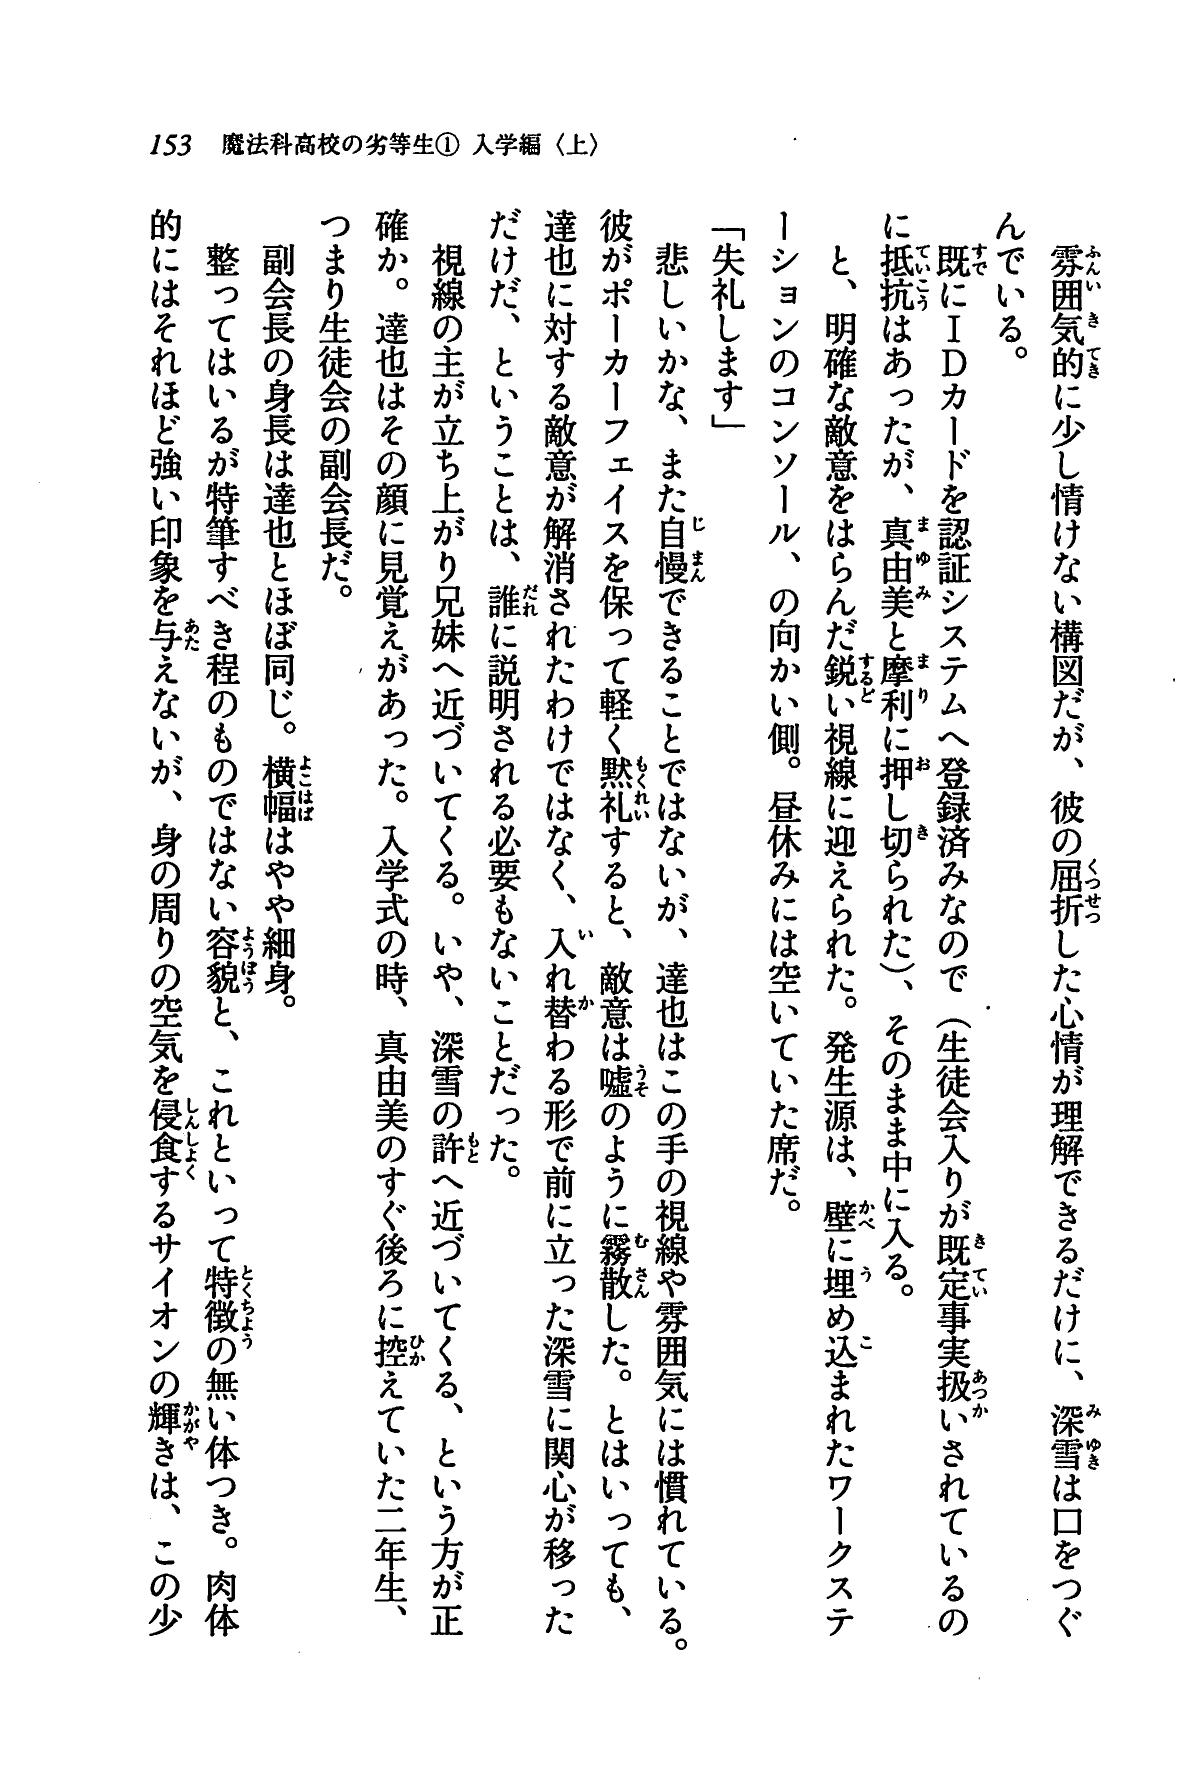 153　魔法科高校の劣等生① 入学編〈上〉
　雰囲気的に少し情けない構図だが、彼の屈折した心情が理解できるだけに、深雪は口をつぐ
んでいる。
　既にＩＤカードを認証システムへ登録済みなので（生徒会入りが既定事実扱いされているの
に抵抗はあったが、真由美と摩利に押し切られた）、そのまま中に入る。
　と、明確な敵意をはらんだ鋭い視線に迎えられた。発生源は、壁に埋め込まれたワークステ
ーションのコンソール、の向かい側。昼休みには空いていた席だ。
「失礼します」
　悲しいかな、また自慢できることではないが、達也はこの手の視線や雰囲気には慣れている。
彼がポーカーフェイスを保って軽く黙礼すると、敵意は嘘のように霧散した。とはいっても、
達也に対する敵意が解消されたわけではなく、入れ替わる形で前に立った深雪に関心が移った
だけだ、ということは、誰に説明される必要もないことだった。
　視線の主が立ち上がり兄妹へ近づいてくる。いや、深雪の許へ近づいてくる、という方が正
確か。達也はその顔に見覚えがあった。入学式の時、真由美のすぐ後ろに控えていた二年生、
つまり生徒会の副会長だ。
　副会長の身長は達也とほぼ同じ。横幅はやや細身。
　整ってはいるが特筆すべき程のものではない容貌と、これといって特徴の無い体つき。肉体
的にはそれほど強い印象を与えないが、身の周りの空気を侵食するサイオンの輝きは、この少